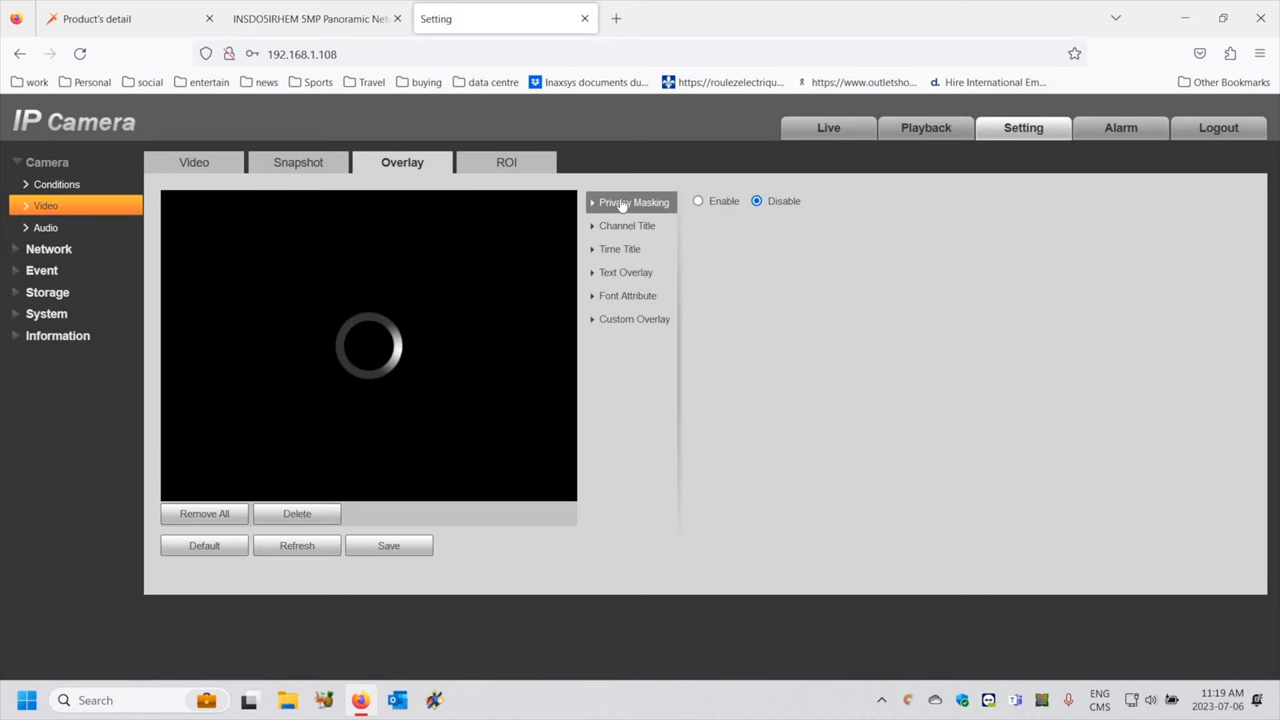 Product's detail
INSDO5IRHEM 5MP Panoramic Net
Setting
192.168.1.108
work
Personal
social
entertain
news
Sports
Travel
buying
data centre
Inaxsys documents du...
https://roulezelectriqu...
https://www.outletsho...
Hire International Em...
Other Bookmarks
IP Camera
Live
Playback
Setting
Alarm
Logout
Camera
Conditions
Video
Audio
Network
Event
Storage
System
Information
Video
Snapshot
Overlay
ROI
Privacy Masking
Channel Title
Time Title
Text Overlay
Font Attribute
Custom Overlay
Enable
Disable
Remove All
Delete
Default
Refresh
Save
Search
ENG
CMS
11:19 AM
2023-07-06